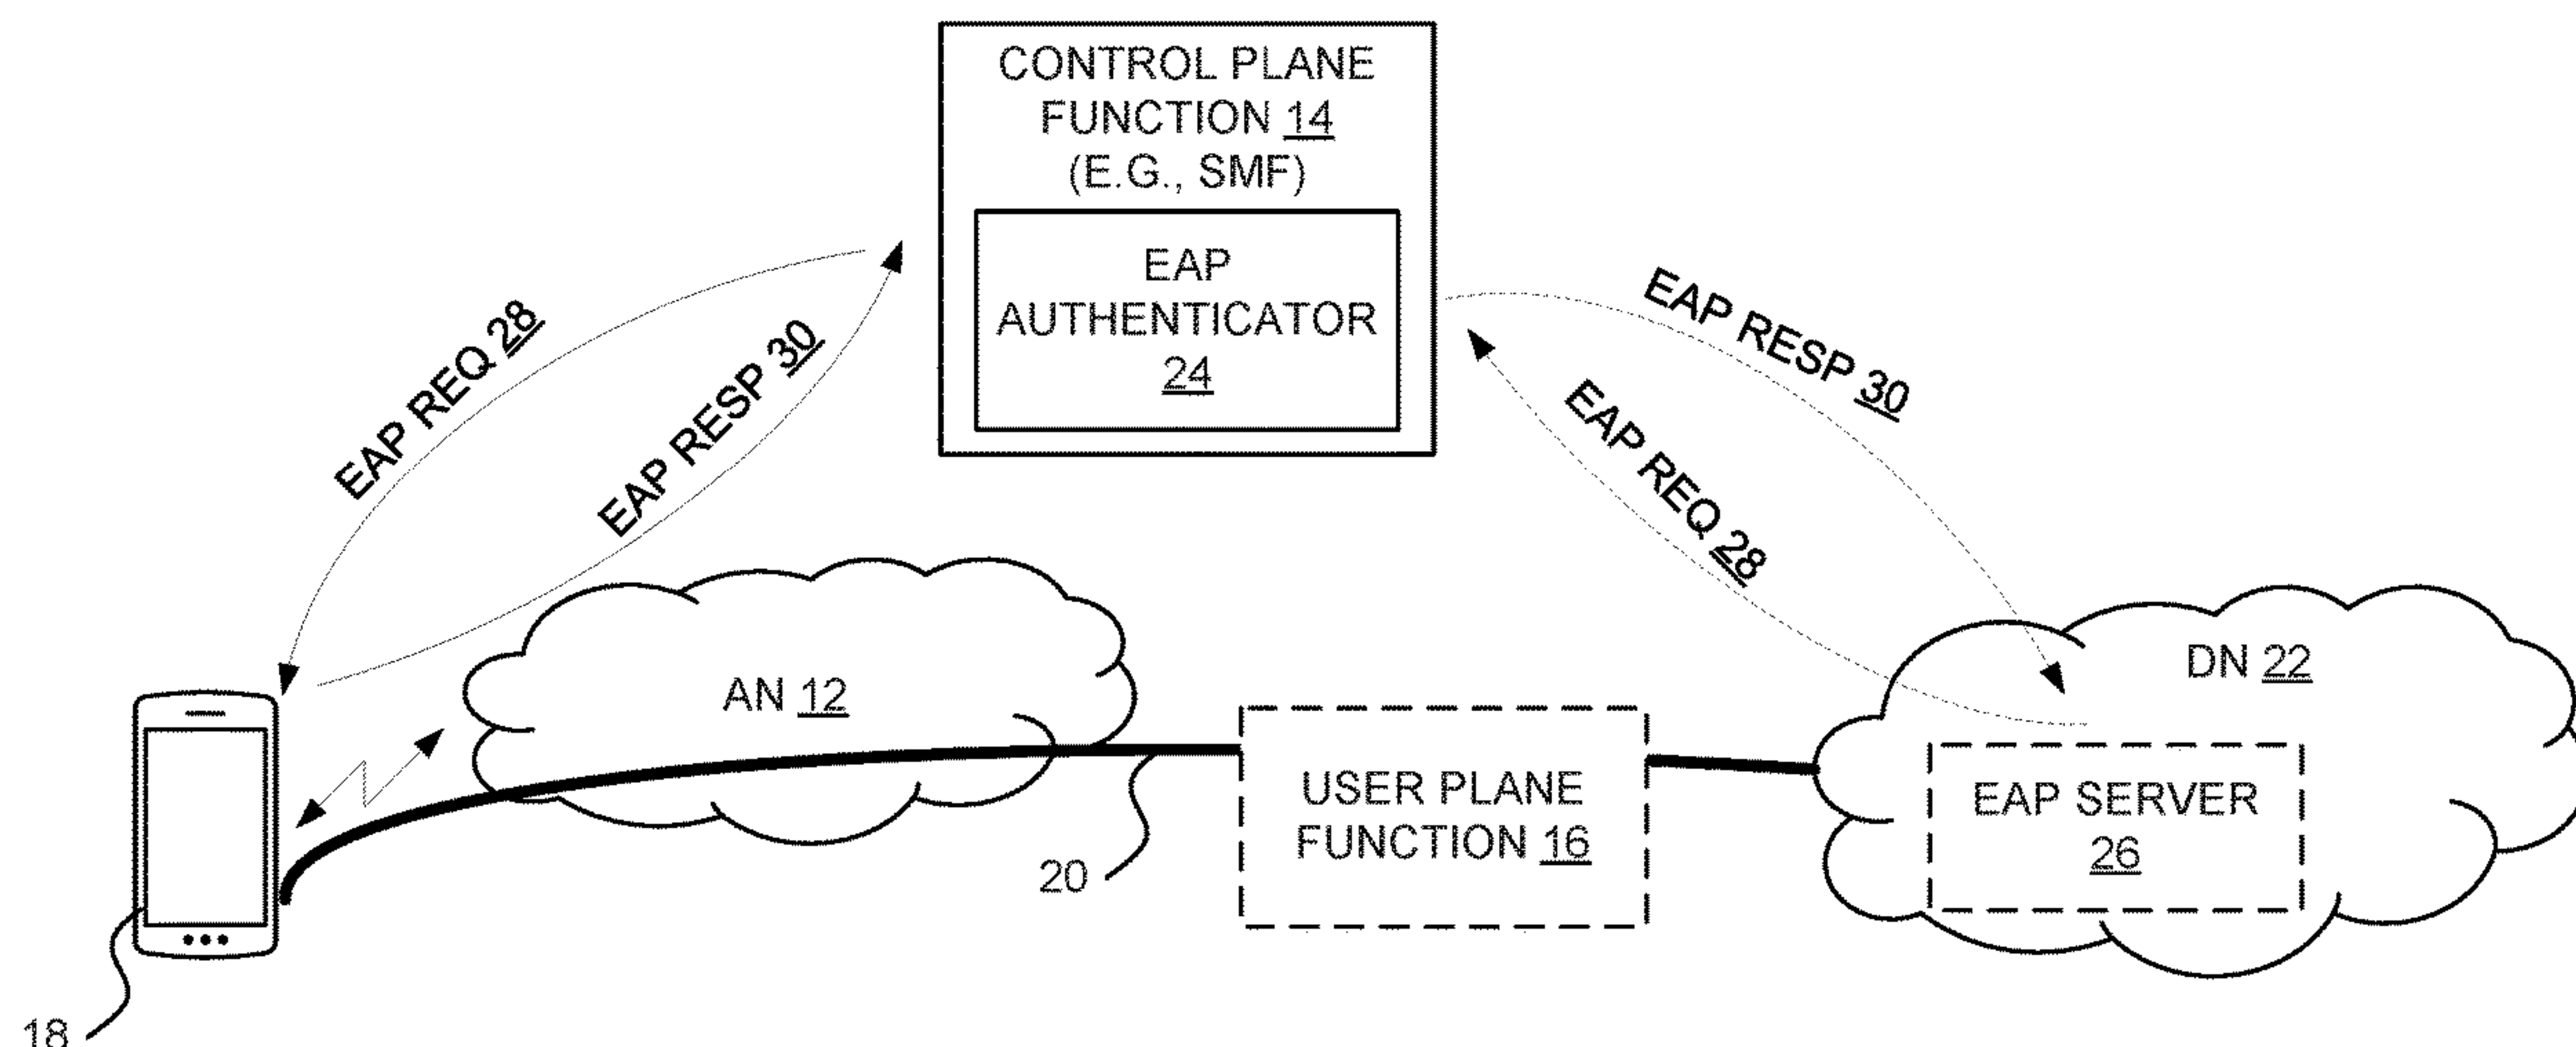 CONTROL PLANE
FUNCTION 14
(E.G., SMF)
EAP
AUTHENTICATOR
24
EAP REQ 28
EAP RESP 30
EAP RESP 30
EAP REQ 28
AN 12
DN 22
USER PLANE
FUNCTION 16
EAP SERVER
26
20
18